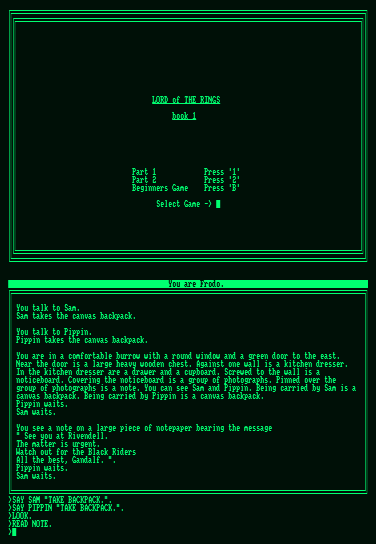 LORD of THE RINGS
book 1
Part 1 Press '1'
Part 2 Press '2'
Beginners Game Press 'B'
Select Game ->
You are Frodo.
You talk to Sam.
Sam takes the canvas backpack.
You talk to Pippin.
Pippin takes the canvas backpack.
You are in a comfortable burrow with a round window and a green door to the east.
Near the door is a large heavy wooden chest. Against one wall is a kitchen dresser.
In the kitchen dresser are a drawer and a cupboard. Screwed to the wall is a
noticeboard. Covering the noticeboard is a group of photographs. Pinned over the
group of photographs is a note. You can see Sam and Pippin. Being carried by Sam is a
canvas backpack. Being carried by Pippin is a canvas backpack.
Pippin waits.
Sam waits.
You see a note on a large piece of notepaper bearing the message
" See you at Rivendell.
The matter is urgent.
Watch out for the Black Riders
All the best, Gandalf. ".
Pippin waits.
Sam waits.
>SAY SAM "TAKE BACKPACK.".
>SAY PIPPIN "TAKE BACKPACK.".
>LOOK.
>READ NOTE.
>